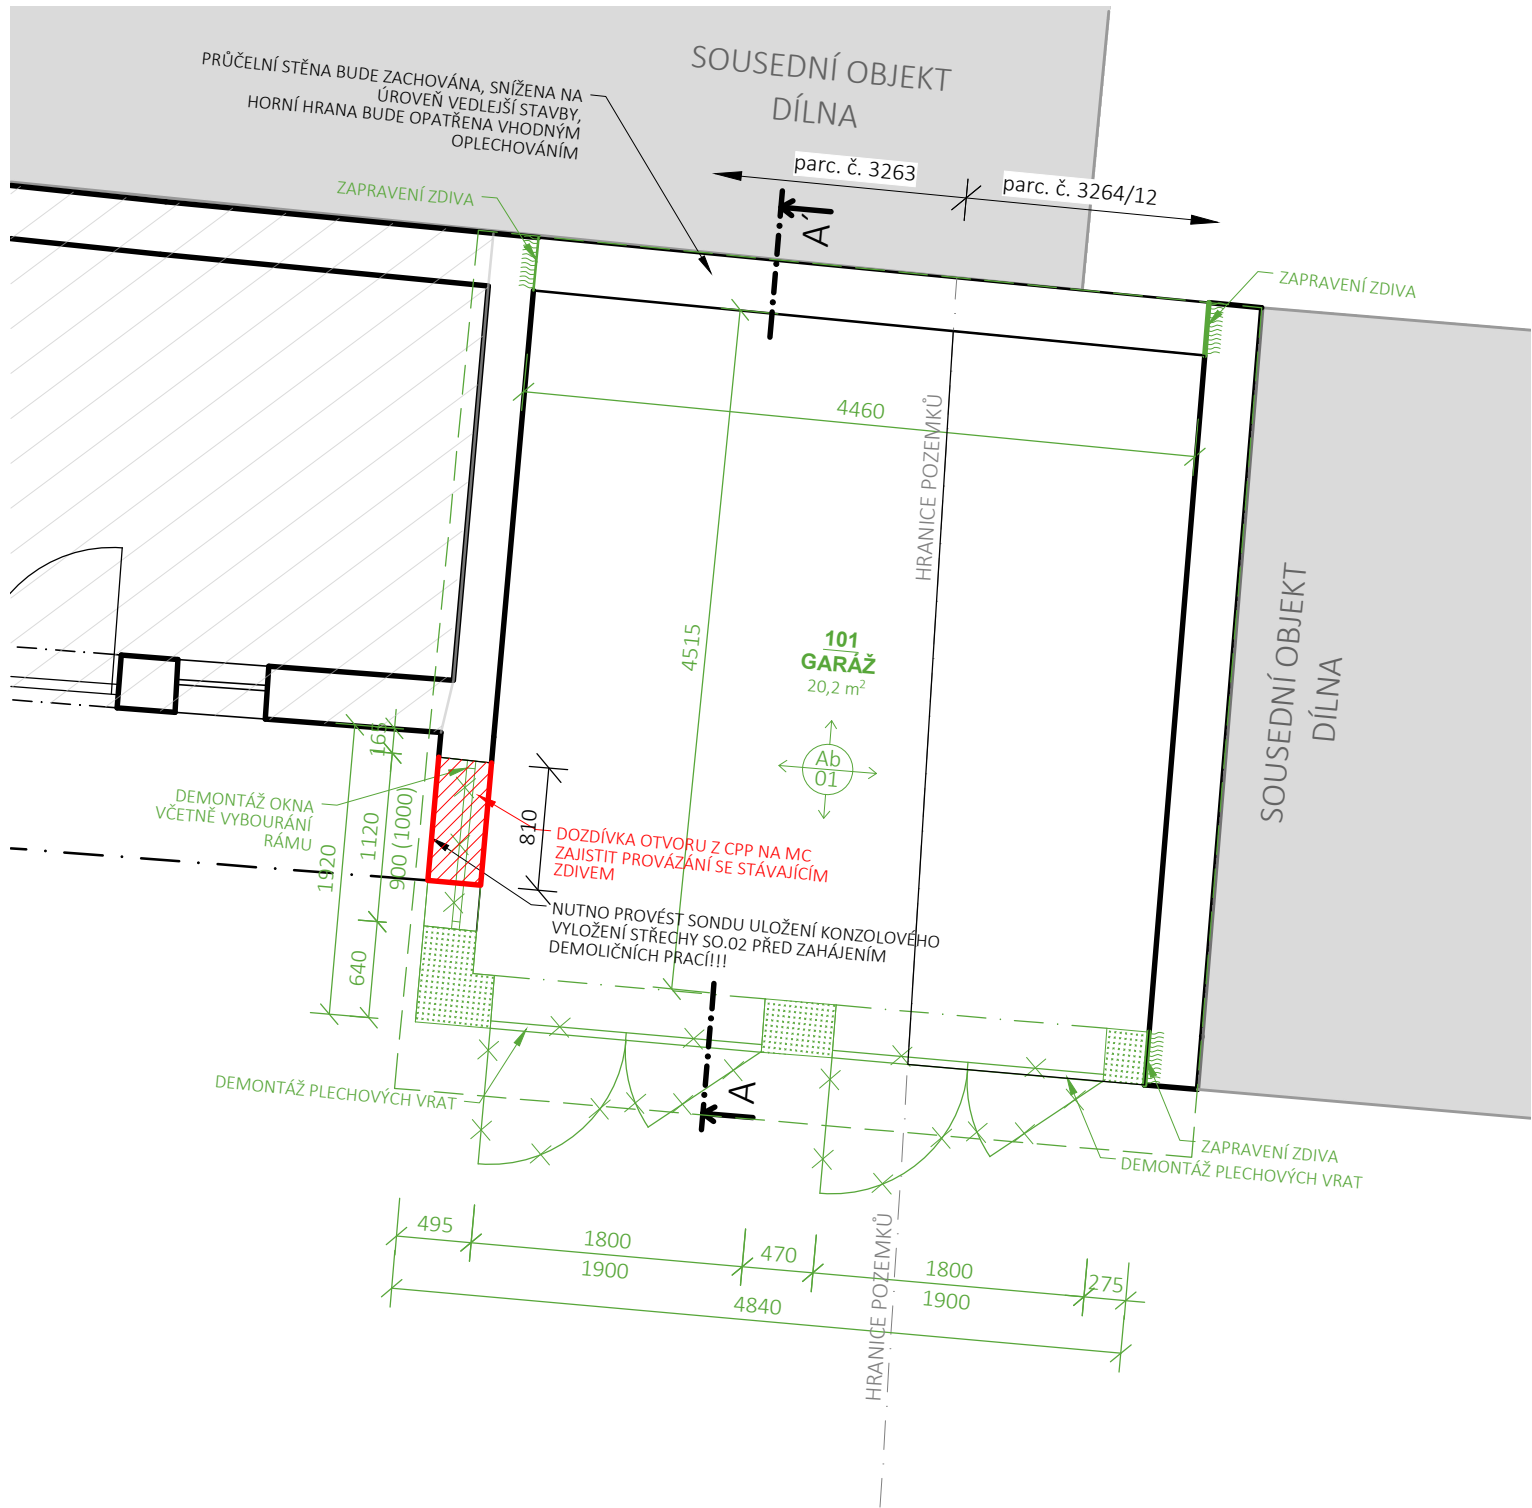 SOUSEDNÍ OBJEKT
DÍLNA
PRŮČELNÍ STĚNA BUDE ZACHOVÁNA, SNÍŽENA NA
ÚROVEŇ VEDLEJŠÍ STAVBY,
HORNÍ HRANA BUDE OPATŘENA VHODNÝM
OPLECHOVÁNÍM
parc. č. 3263
parc. č. 3264/12
ZAPRAVENÍ ZDIVA
A´
ZAPRAVENÍ ZDIVA
4460
HRANICE POZEMKŮ
4515
101
GARÁŽ
20,2 m²
Ab
01
SOUSEDNÍ OBJEKT
DÍLNA
DEMONTÁŽ OKNA
VČETNĚ VYBOURÁNÍ
RÁMU
1920
1120
900 (1000)
640
810
DOZDÍVKA OTVORU Z CPP NA MC
ZAJISTIT PROVÁZÁNÍ SE STÁVAJÍCÍM
ZDIVEM
NUTNO PROVÉST SONDU ULOŽENÍ KONZOLOVÉHO
VYLOŽENÍ STŘECHY SO.02 PŘED ZAHÁJENÍM
DEMOLIČNÍCH PRACÍ!!!
DEMONTÁŽ PLECHOVÝCH VRAT
A
ZAPRAVENÍ ZDIVA
DEMONTÁŽ PLECHOVÝCH VRAT
495
1800
1900
470
1800
1900
275
4840
HRANICE POZEMKŮ